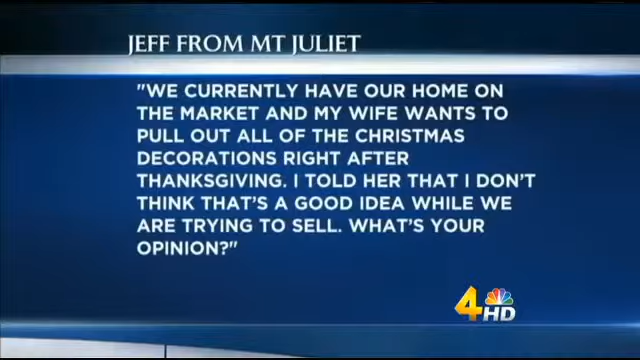 JEFF FROM MT JULIET
"WE CURRENTLY HAVE OUR HOME ON
THE MARKET AND MY WIFE WANTS TO
PULL OUT ALL OF THE CHRISTMAS
DECORATIONS RIGHT AFTER
THANKSGIVING. I TOLD HER THAT I DON'T
THINK THAT'S A GOOD IDEA WHILE WE
ARE TRYING TO SELL. WHAT'S YOUR
OPINION?"
4 HD